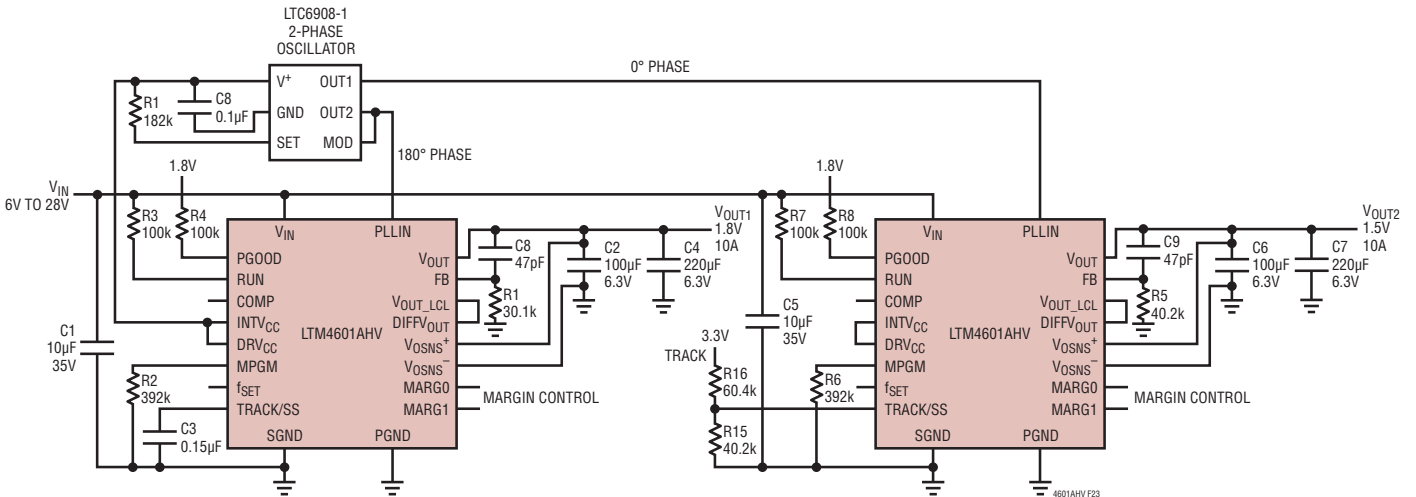 LTC6908-1
2-PHASE
OSCILLATOR
V+ OUT1
GND OUT2
SET MOD
R1
182k
C8
0.1µF
0° PHASE
180° PHASE
VIN
6V TO 28V
1.8V
R3
100k
R4
100k
C1
10µF
35V
R2
392k
C3
0.15µF
VIN
PLLIN
PGOOD
RUN
COMP
INTVCC
DRVCC
MPGM
fSET
TRACK/SS
SGND
PGND
LTM4601AHV
VOUT
FB
VOUT_LCL
DIFFVOUT
VOSNS+
VOSNS–
MARG0
MARG1
MARGIN CONTROL
C8
47pF
R1
30.1k
C2
100µF
6.3V
C4
220µF
6.3V
VOUT1
1.8V
10A
1.8V
R7
100k
R8
100k
C5
10µF
35V
3.3V
TRACK
R16
60.4k
R15
40.2k
R6
392k
VIN
PLLIN
PGOOD
RUN
COMP
INTVCC
DRVCC
MPGM
fSET
TRACK/SS
SGND
PGND
LTM4601AHV
VOUT
FB
VOUT_LCL
DIFFVOUT
VOSNS+
VOSNS–
MARG0
MARG1
MARGIN CONTROL
C9
47pF
R5
40.2k
C6
100µF
6.3V
C7
220µF
6.3V
VOUT2
1.5V
10A
4601AHV F23